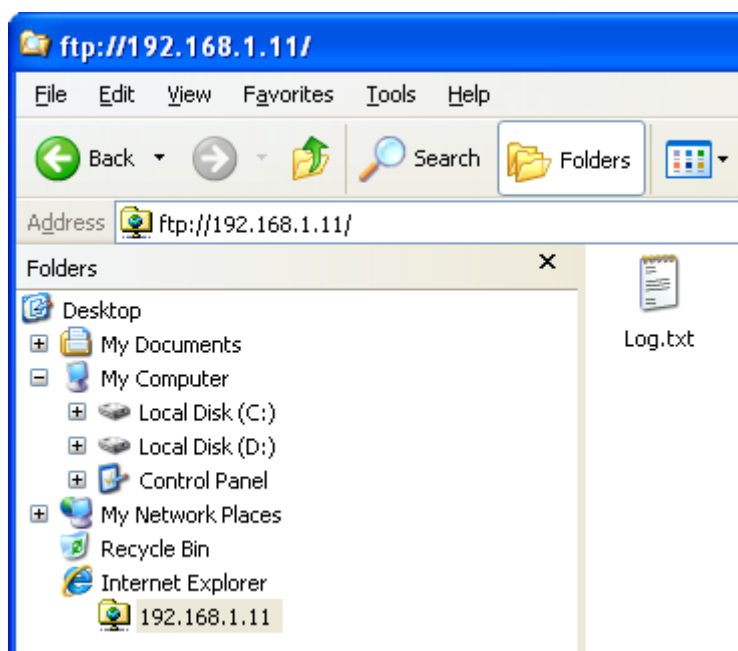 ftp://192.168.1.11/
File Edit View Favorites Tools Help
Back Search Folders
Address ftp://192.168.1.11/
Folders
Desktop
My Documents
My Computer
Local Disk (C:)
Local Disk (D:)
Control Panel
My Network Places
Recycle Bin
Internet Explorer
192.168.1.11
Log.txt